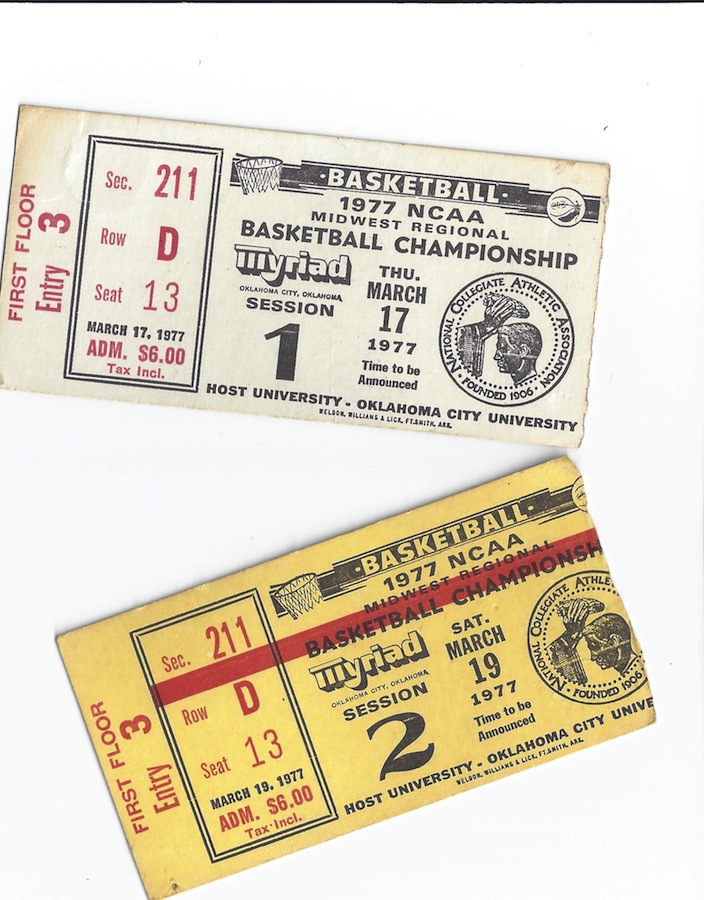 FIRST FLOOR
Entry 3
Sec. 211
Row D
Seat 13
MARCH 17, 1977
ADM. $6.00
Tax Incl.
·BASKETBALL·
1977 NCAA
MIDWEST REGIONAL
BASKETBALL CHAMPIONSHIP
myriad
OKLAHOMA CITY, OKLAHOMA
SESSION
1
THU.
MARCH
17
1977
Time to be
Announced
NATIONAL COLLEGIATE ATHLETIC ASSOCIATION
· FOUNDED 1906 ·
HOST UNIVERSITY - OKLAHOMA CITY UNIVERSITY
WELDON, WILLIAMS & LICK, FT. SMITH, ARK.
FIRST FLOOR
Entry 3
Sec. 211
Row D
Seat 13
MARCH 19, 1977
ADM. $6.00
Tax Incl.
·BASKETBALL·
1977 NCAA
MIDWEST REGIONAL
BASKETBALL CHAMPIONSH
myriad
OKLAHOMA CITY, OKLAHOMA
SESSION
2
SAT.
MARCH
19
1977
Time to be
Announced
NATIONAL COLLEGIATE ATHLE
· FOUNDED 1906
HOST UNIVERSITY - OKLAHOMA CITY UNIVE
WELDON, WILLIAMS & LICK, FT. SMITH, ARK.